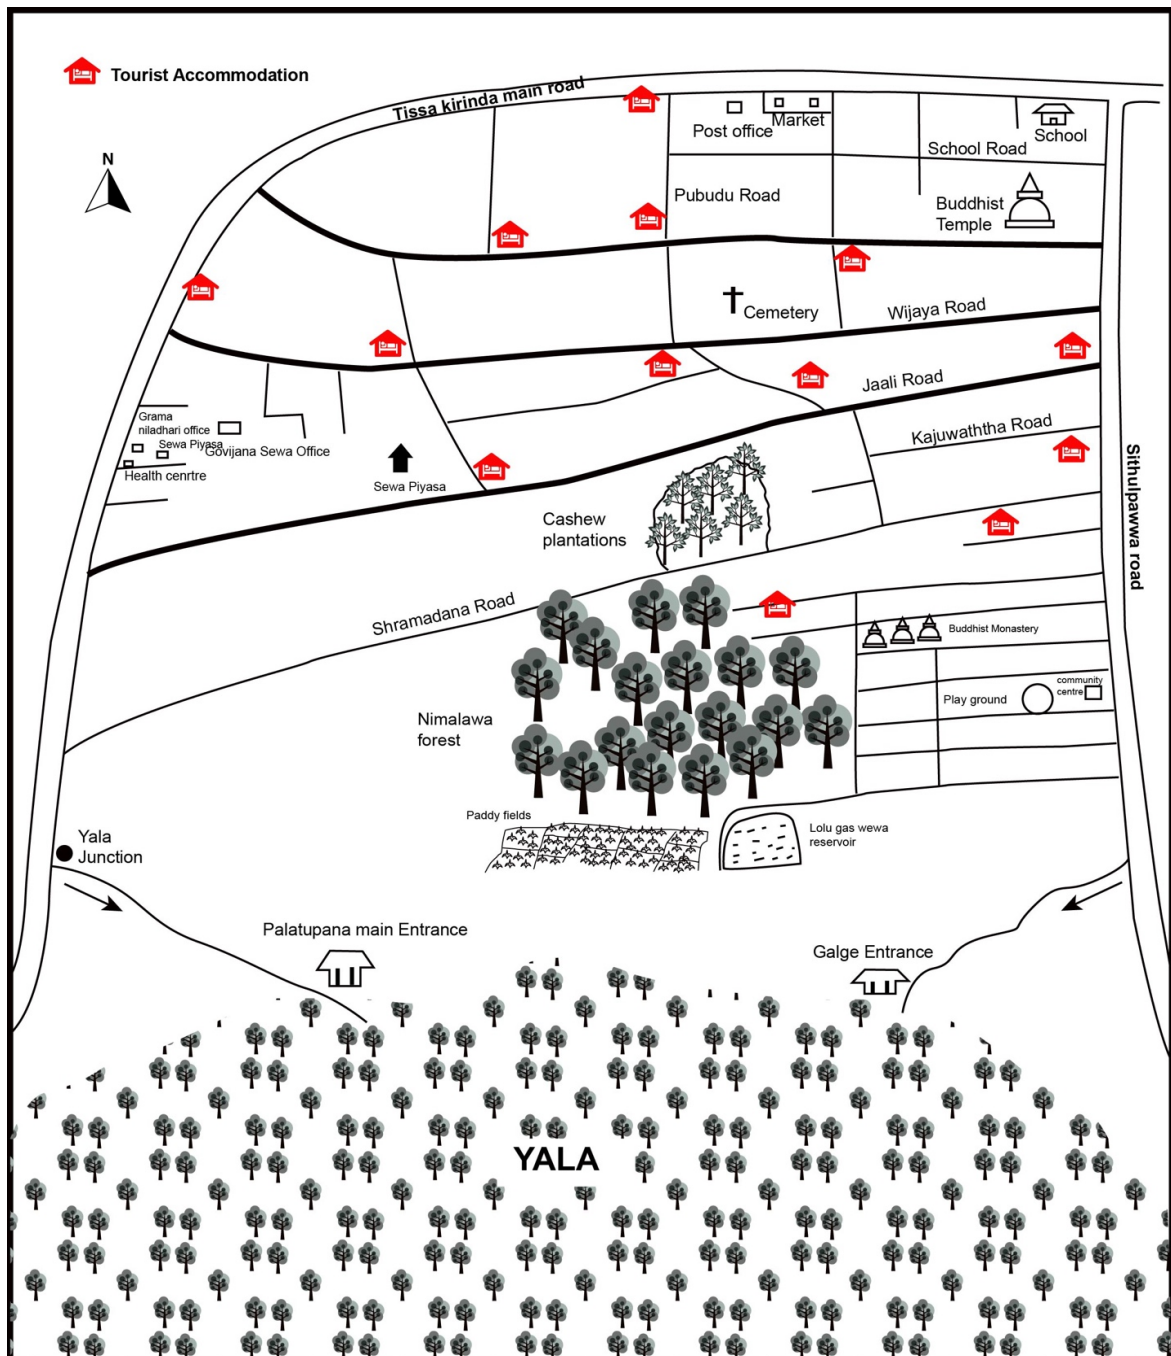 Tourist Accommodation
Tissa kirinda main road
N
Post office
Market
School
School Road
Pubudu Road
Buddhist
Temple
Cemetery
Wijaya Road
Jaali Road
Grama
niladhari office
Sewa Piyasa
Govijana Sewa Office
Health cenrtre
Sewa Piyasa
Kajuwaththa Road
Sithulpawwa road
Cashew
plantations
Shramadana Road
Buddhist Monastery
community
centre
Play ground
Nimalawa
forest
Paddy fields
Lolu gas wewa
reservoir
Yala
Junction
Palatupana main Entrance
Galge Entrance
YALA